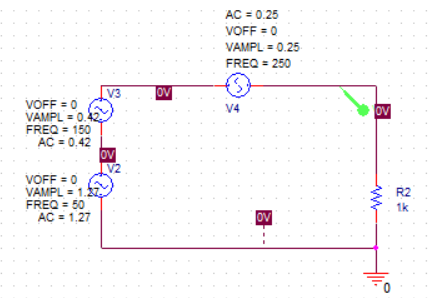 AC = 0.25
VOFF = 0
VAMPL = 0.25
FREQ = 250
V3
0V
V4
0V
VOFF = 0
VAMPL = 0.42
FREQ = 150
AC = 0.42
0V
V2
VOFF = 0
VAMPL = 1.27
FREQ = 50
AC = 1.27
R2
1k
0V
0